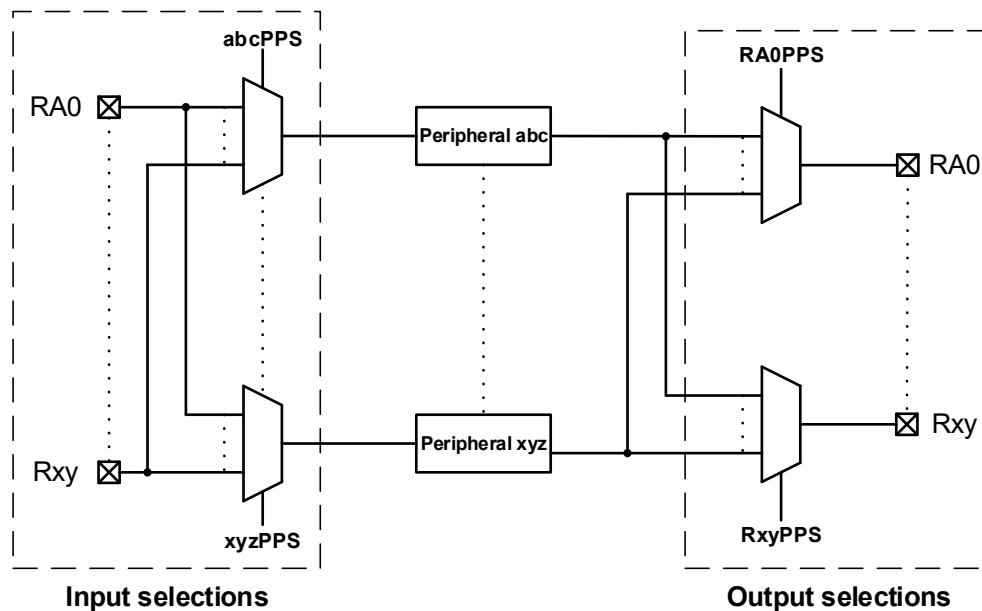 abcPPS
RA0PPS
RA0
Peripheral abc
RA0
Peripheral xyz
Rxy
Rxy
xyzPPS
RxyPPS
Input selections
Output selections